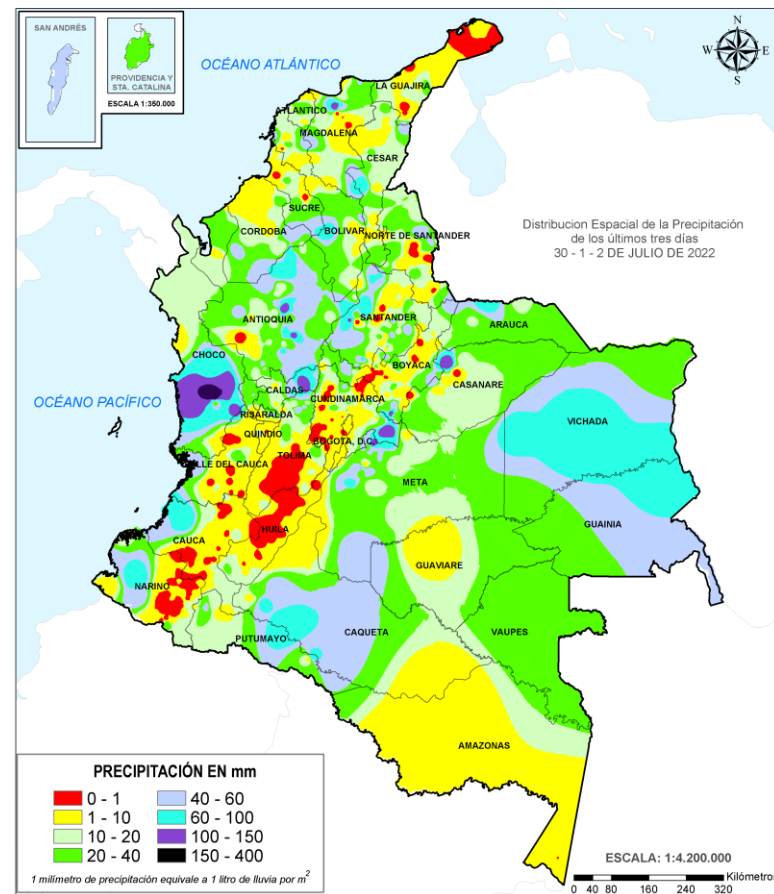 SAN ANDRÉS
PROVIDENCIA Y
STA. CATALINA
ESCALA 1:350.000
OCÉANO ATLÁNTICO
N
W E
S
LA GUAJIRA
ATLANTICO
MAGDALENA
CESAR
SUCRE
CORDOBA
BOLIVAR
NORTE DE SANTANDER
Distribucion Espacial de la Precipitación
de los últimos tres días
30 - 1 - 2 DE JULIO DE 2022
ANTIOQUIA
SANTANDER
ARAUCA
CHOCO
BOYACA
CASANARE
OCÉANO PACÍFICO
CALDAS
CUNDINAMARCA
RISARALDA
VICHADA
QUINDIO
BOGOTA, D.C.
VALLE DEL CAUCA
TOLIMA
META
GUAINIA
HUILA
CAUCA
GUAVIARE
NARIÑO
PUTUMAYO
CAQUETA
VAUPES
AMAZONAS
PRECIPITACIÓN EN mm
0 - 1 40 - 60
1 - 10 60 - 100
10 - 20 100 - 150
20 - 40 150 - 400
1 milímetro de precipitación equivale a 1 litro de lluvia por m²
ESCALA: 1:4.200.000
Kilómetros
0 40 80 160 240 320